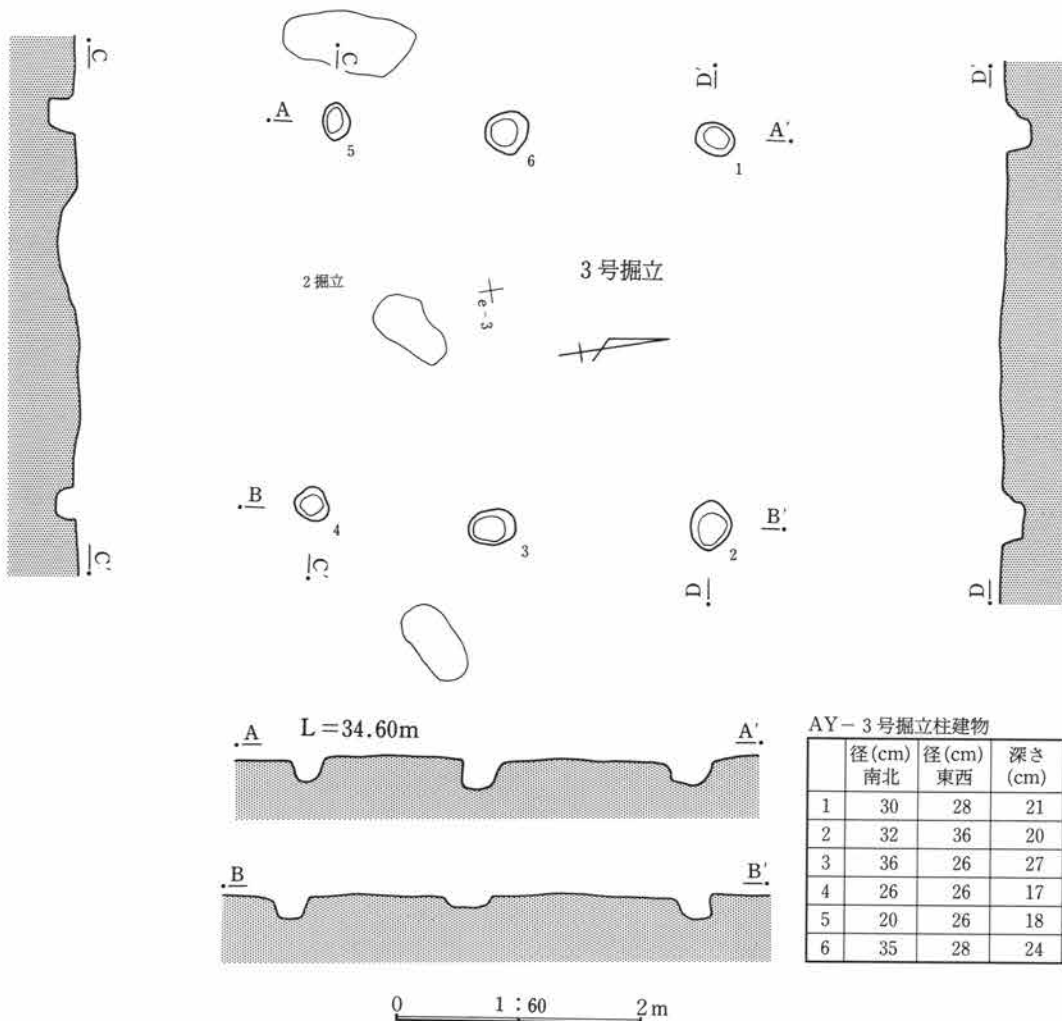 C
C
D'
D'
A
A'
5
6
1
2掘立
e-3
3号掘立
B
B'
4
3
2
C'
C'
D
D
A
L=34.60m
A'
B
B'
0 1:60 2m
AY-3号掘立柱建物
径(cm) 南北 径(cm) 東西 深さ (cm)
1 30 28 21
2 32 36 20
3 36 26 27
4 26 26 17
5 20 26 18
6 35 28 24